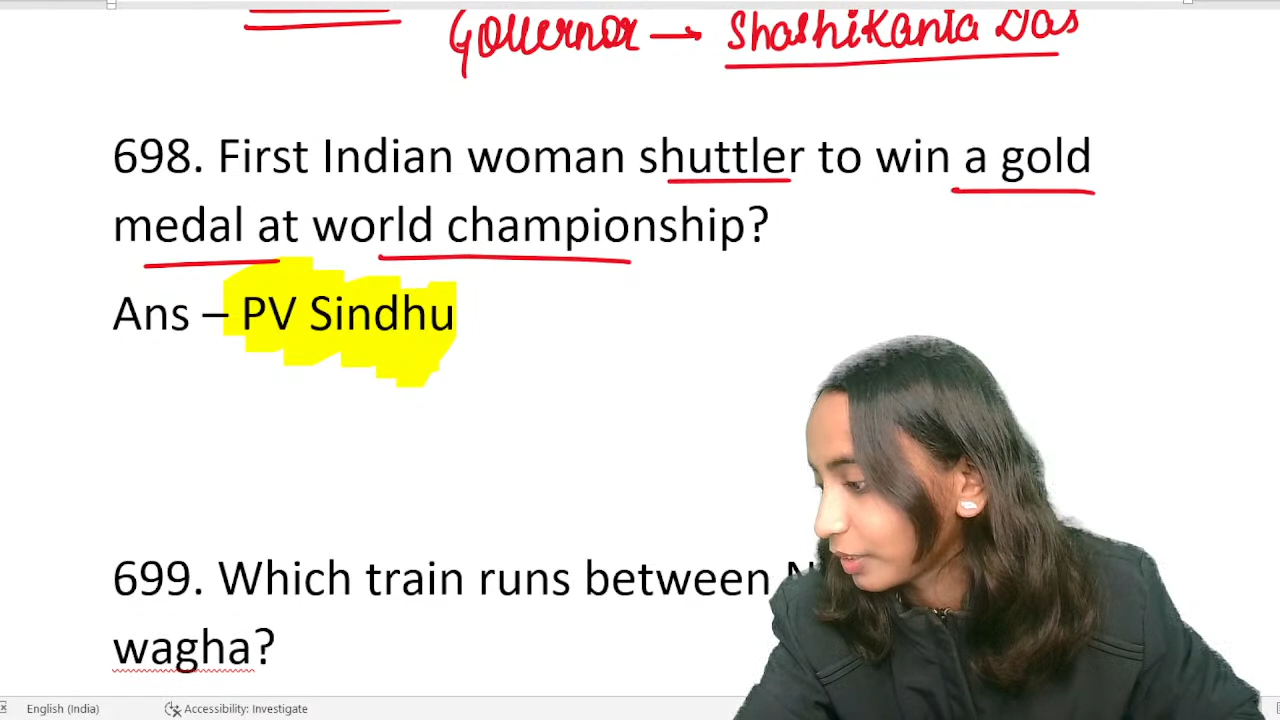 Governor → Shashikanta Das
698. First Indian woman shuttler to win a gold
medal at world championship?
Ans – PV Sindhu
699. Which train runs between
wagha?
English (India) Accessibility: Investigate